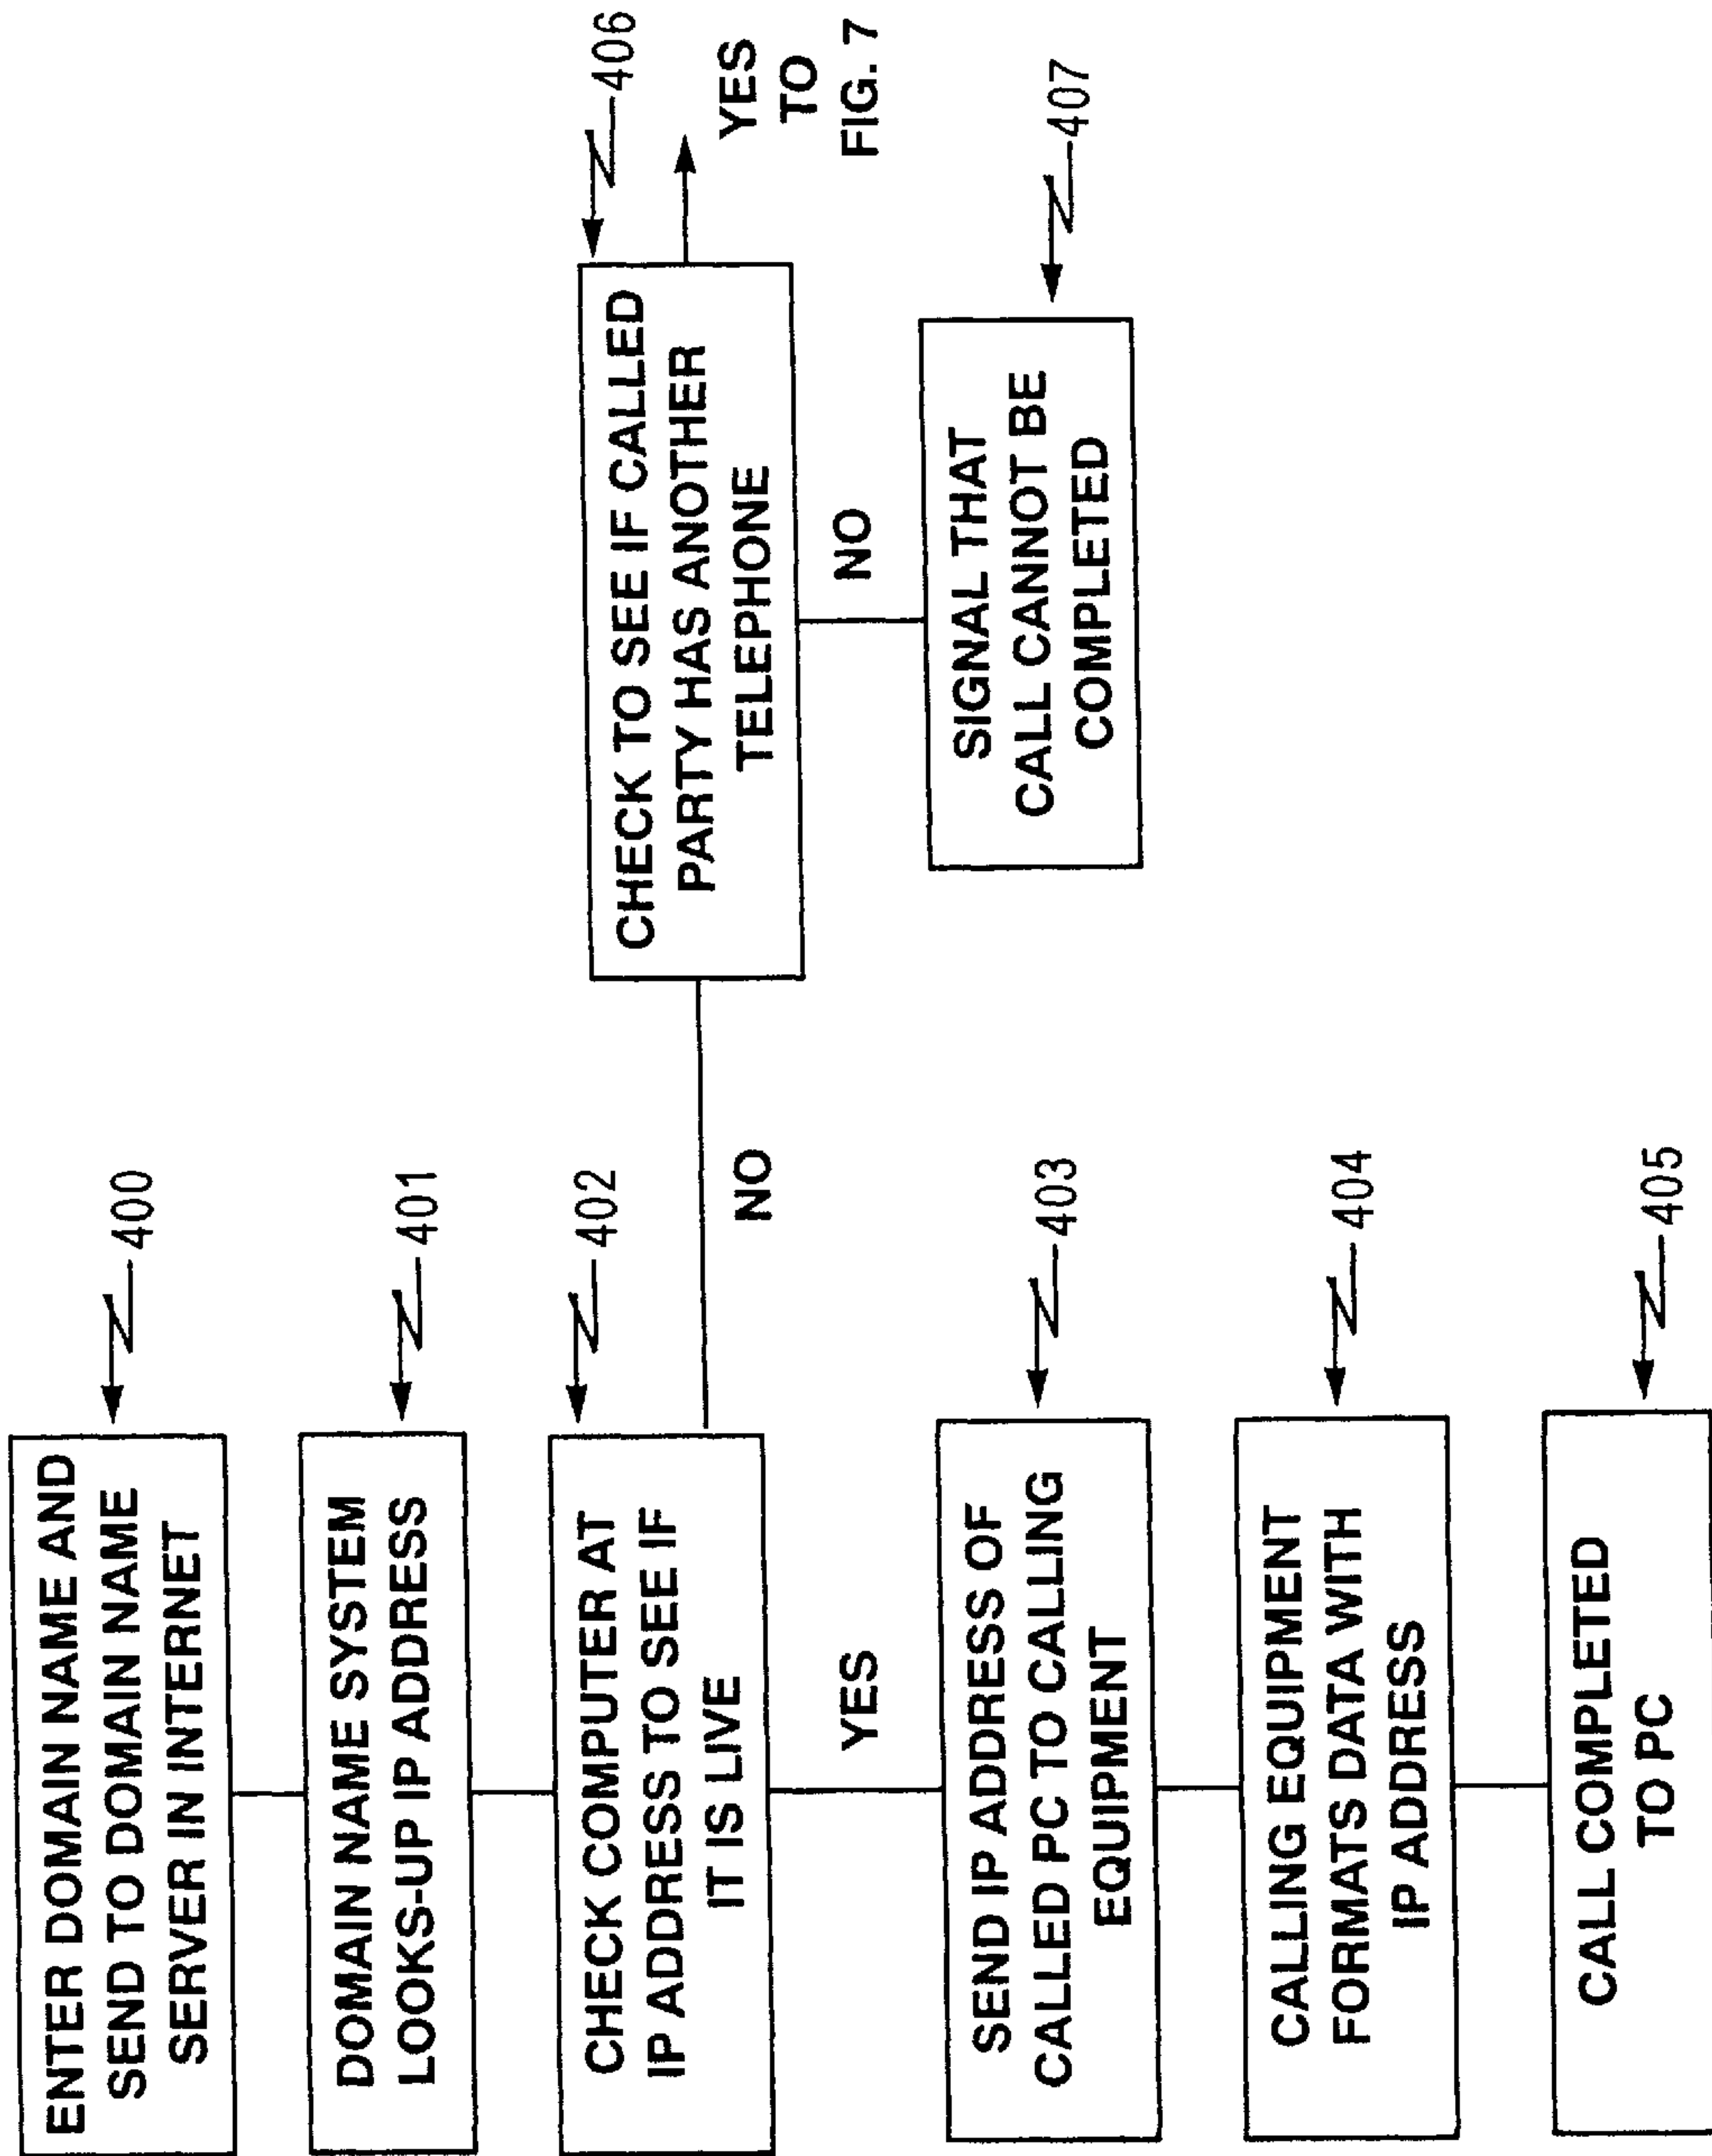 ENTER DOMAIN NAME AND
SEND TO DOMAIN NAME
SERVER IN INTERNET
400
DOMAIN NAME SYSTEM
LOOKS-UP IP ADDRESS
401
CHECK COMPUTER AT
IP ADDRESS TO SEE IF
IT IS LIVE
402
NO
CHECK TO SEE IF CALLED
PARTY HAS ANOTHER
TELEPHONE
406
YES
TO
FIG. 7
NO
SIGNAL THAT
CALL CANNOT BE
COMPLETED
407
YES
SEND IP ADDRESS OF
CALLED PC TO CALLING
EQUIPMENT
403
CALLING EQUIPMENT
FORMATS DATA WITH
IP ADDRESS
404
CALL COMPLETED
TO PC
405